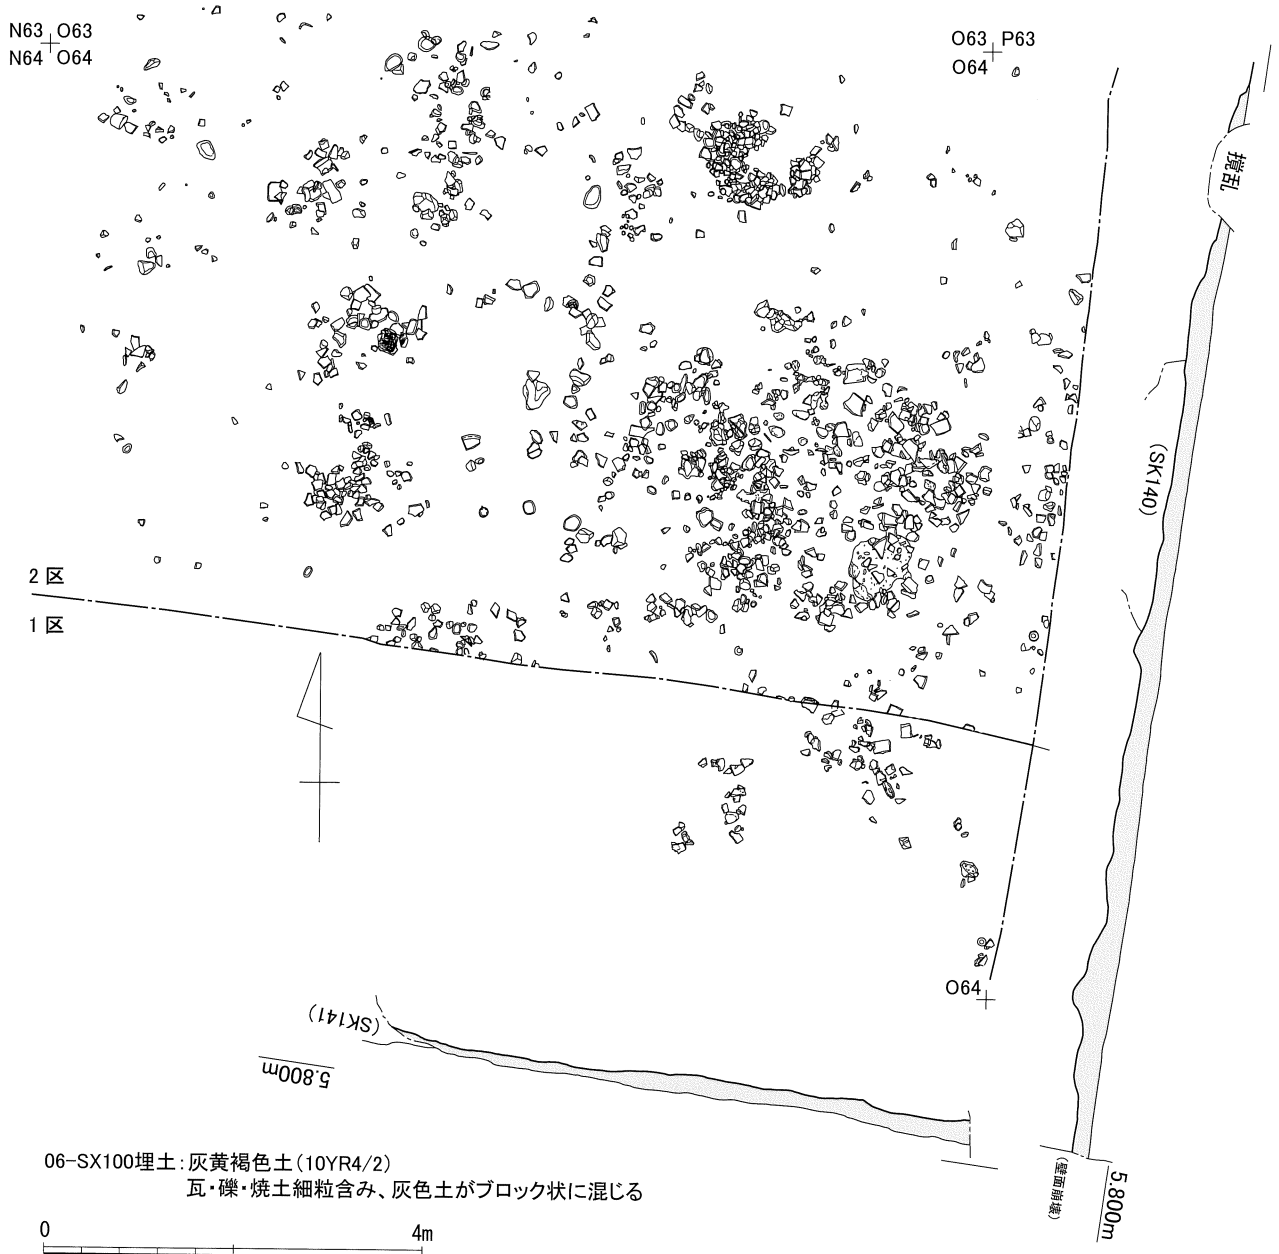 N63 O63
N64 O64
O63 P63
O64
撹乱
(SK140)
2区
1区
O64
(SK141)
5.800m
5.800m
(壁面崩壊)
06-SX100埋土:灰黄褐色土(10YR4/2)
瓦・礫・焼土細粒含み、灰色土がブロック状に混じる
0 4m